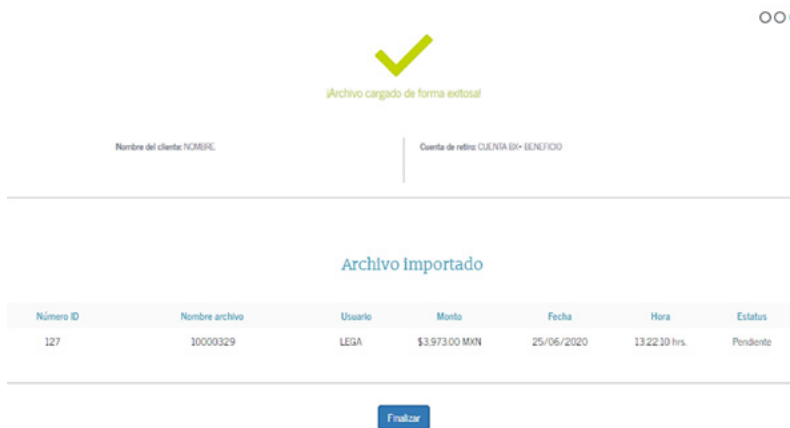 ¡Archivo cargado de forma exitosa!
Nombre del cliente: NOMBRE Cuenta de retiro: CUENTA BX+ BENEFICIO
Archivo importado
Número ID Nombre archivo Usuario Monto Fecha Hora Estatus
127 10000329 LEGA $3,973.00 MXN 25/06/2020 13:22:10 hrs. Pendiente
Finalizar